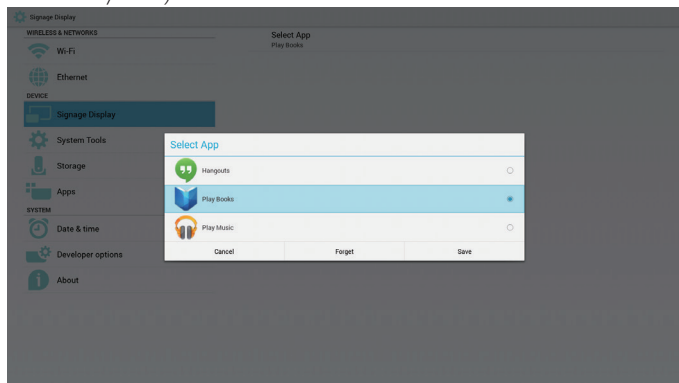 Signage Display
WIRELESS & NETWORKS
Wi-Fi
Ethernet
DEVICE
Signage Display
System Tools
Storage
Apps
SYSTEM
Date & time
Developer options
About
Select App
Play Books
Select App
Hangouts
Play Books
Play Music
Cancel Forget Save